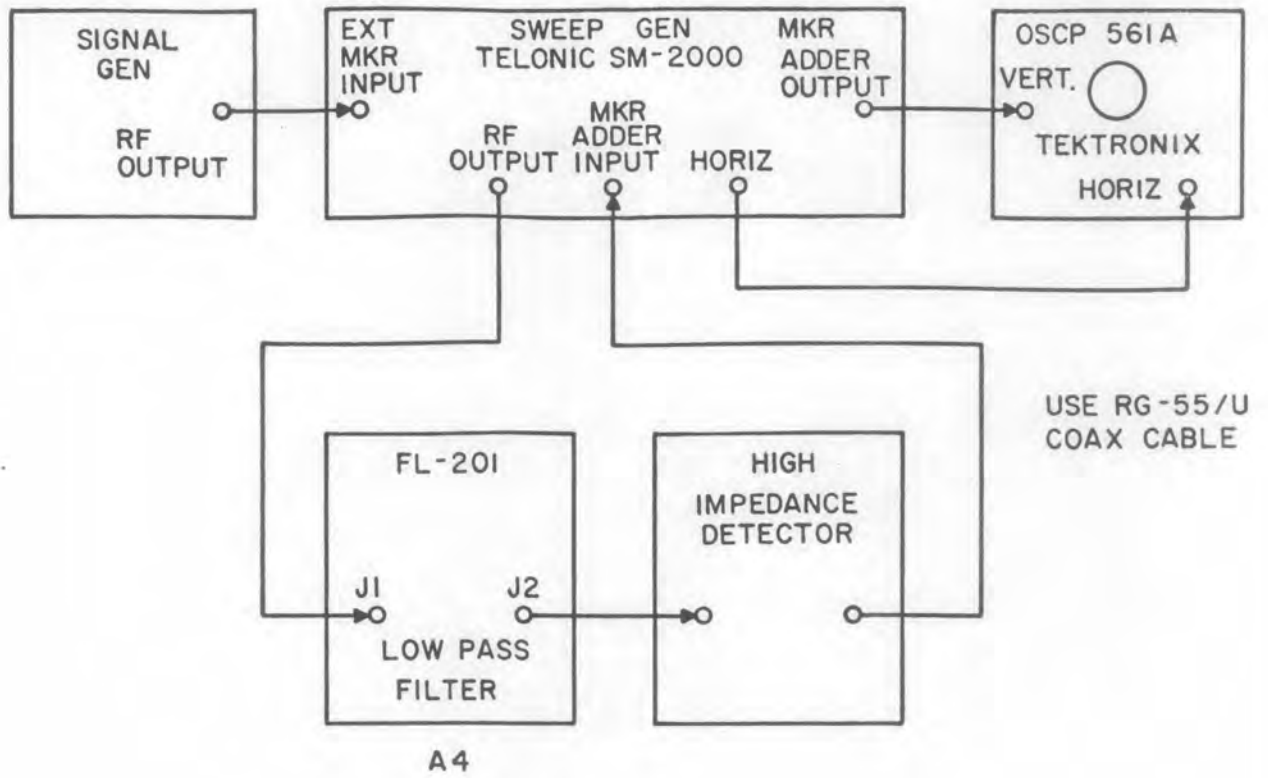 SIGNAL
GEN
RF
OUTPUT
EXT
MKR
INPUT
SWEEP GEN
TELONIC SM-2000
MKR
ADDER
OUTPUT
RF
OUTPUT
MKR
ADDER
INPUT
HORIZ
OSCP 561A
VERT.
TEKTRONIX
HORIZ
USE RG-55/U
COAX CABLE
FL-201
J1
J2
LOW PASS
FILTER
A4
HIGH
IMPEDANCE
DETECTOR